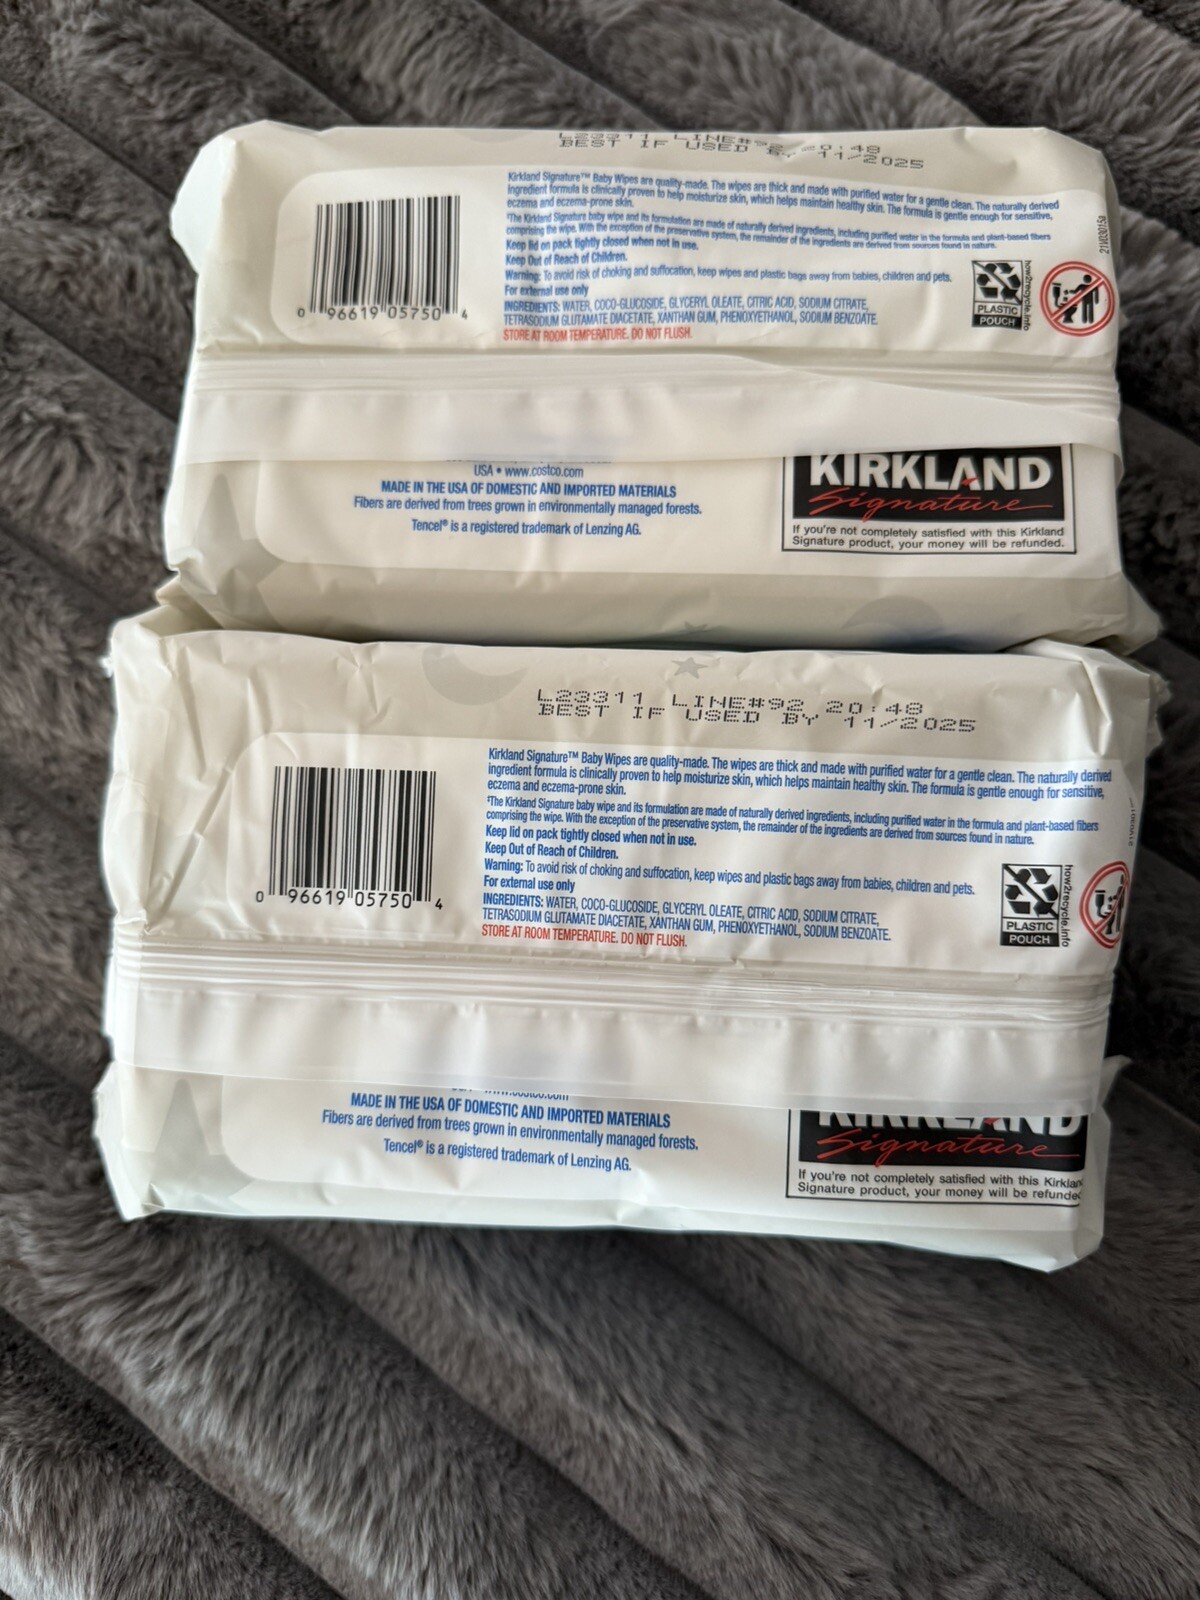 L23311 LINE#92 20:48
BEST IF USED BY 11/2025
Kirkland Signature™ Baby Wipes are quality-made. The wipes are thick and made with purified water for a gentle clean. The naturally derived
ingredient formula is clinically proven to help moisturize skin, which helps maintain healthy skin. The formula is gentle enough for sensitive,
eczema and eczema-prone skin.
‡The Kirkland Signature baby wipe and its formulation are made of naturally derived ingredients, including purified water in the formula and plant-based fibers
comprising the wipe. With the exception of the preservative system, the remainder of the ingredients are derived from sources found in nature.
Keep lid on pack tightly closed when not in use.
Keep Out of Reach of Children.
Warning: To avoid risk of choking and suffocation, keep wipes and plastic bags away from babies, children and pets.
For external use only
INGREDIENTS: WATER, COCO-GLUCOSIDE, GLYCERYL OLEATE, CITRIC ACID, SODIUM CITRATE,
TETRASODIUM GLUTAMATE DIACETATE, XANTHAN GUM, PHENOXYETHANOL, SODIUM BENZOATE.
STORE AT ROOM TEMPERATURE. DO NOT FLUSH.
0 96619 05750 4
how2recycle.info
PLASTIC
POUCH
USA • www.costco.com
MADE IN THE USA OF DOMESTIC AND IMPORTED MATERIALS
Fibers are derived from trees grown in environmentally managed forests.
Tencel® is a registered trademark of Lenzing AG.
KIRKLAND
Signature
If you're not completely satisfied with this Kirkland
Signature product, your money will be refunded.
L23311 LINE#92 20:48
BEST IF USED BY 11/2025
Kirkland Signature™ Baby Wipes are quality-made. The wipes are thick and made with purified water for a gentle clean. The naturally derived
ingredient formula is clinically proven to help moisturize skin, which helps maintain healthy skin. The formula is gentle enough for sensitive,
eczema and eczema-prone skin.
‡The Kirkland Signature baby wipe and its formulation are made of naturally derived ingredients, including purified water in the formula and plant-based fibers
comprising the wipe. With the exception of the preservative system, the remainder of the ingredients are derived from sources found in nature.
Keep lid on pack tightly closed when not in use.
Keep Out of Reach of Children.
Warning: To avoid risk of choking and suffocation, keep wipes and plastic bags away from babies, children and pets.
For external use only
INGREDIENTS: WATER, COCO-GLUCOSIDE, GLYCERYL OLEATE, CITRIC ACID, SODIUM CITRATE,
TETRASODIUM GLUTAMATE DIACETATE, XANTHAN GUM, PHENOXYETHANOL, SODIUM BENZOATE.
STORE AT ROOM TEMPERATURE. DO NOT FLUSH.
0 96619 05750 4
how2recycle.info
PLASTIC
POUCH
MADE IN THE USA OF DOMESTIC AND IMPORTED MATERIALS
Fibers are derived from trees grown in environmentally managed forests.
Tencel® is a registered trademark of Lenzing AG.
KIRKLAND
Signature
If you're not completely satisfied with this Kirklan
Signature product, your money will be refunde